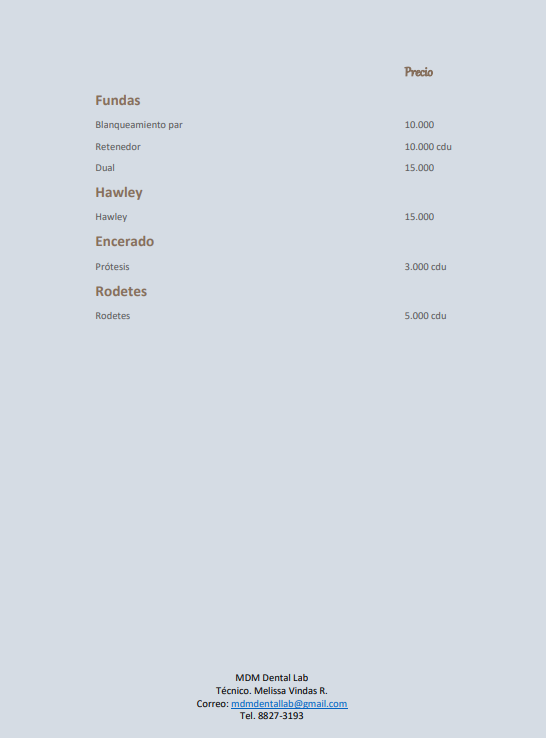 Precio
Fundas
Blanqueamiento par 10.000
Retenedor 10.000 cdu
Dual 15.000
Hawley
Hawley 15.000
Encerado
Prótesis 3.000 cdu
Rodetes
Rodetes 5.000 cdu
MDM Dental Lab
Técnico. Melissa Vindas R.
Correo: mdmdentallab@gmail.com
Tel. 8827-3193